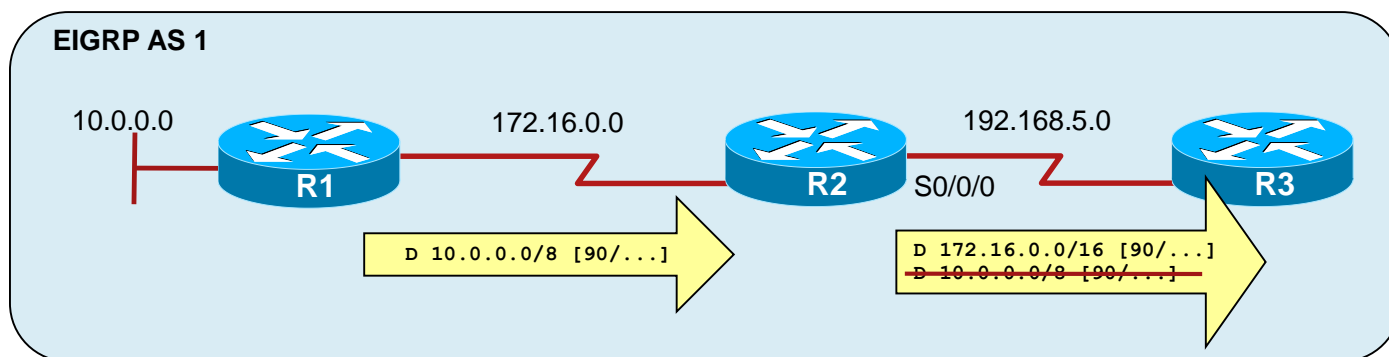 EIGRP AS 1
10.0.0.0
172.16.0.0
192.168.5.0
R1
R2
S0/0/0
R3
D 10.0.0.0/8 [90/...]
D 172.16.0.0/16 [90/...]
D 10.0.0.0/8 [90/...]